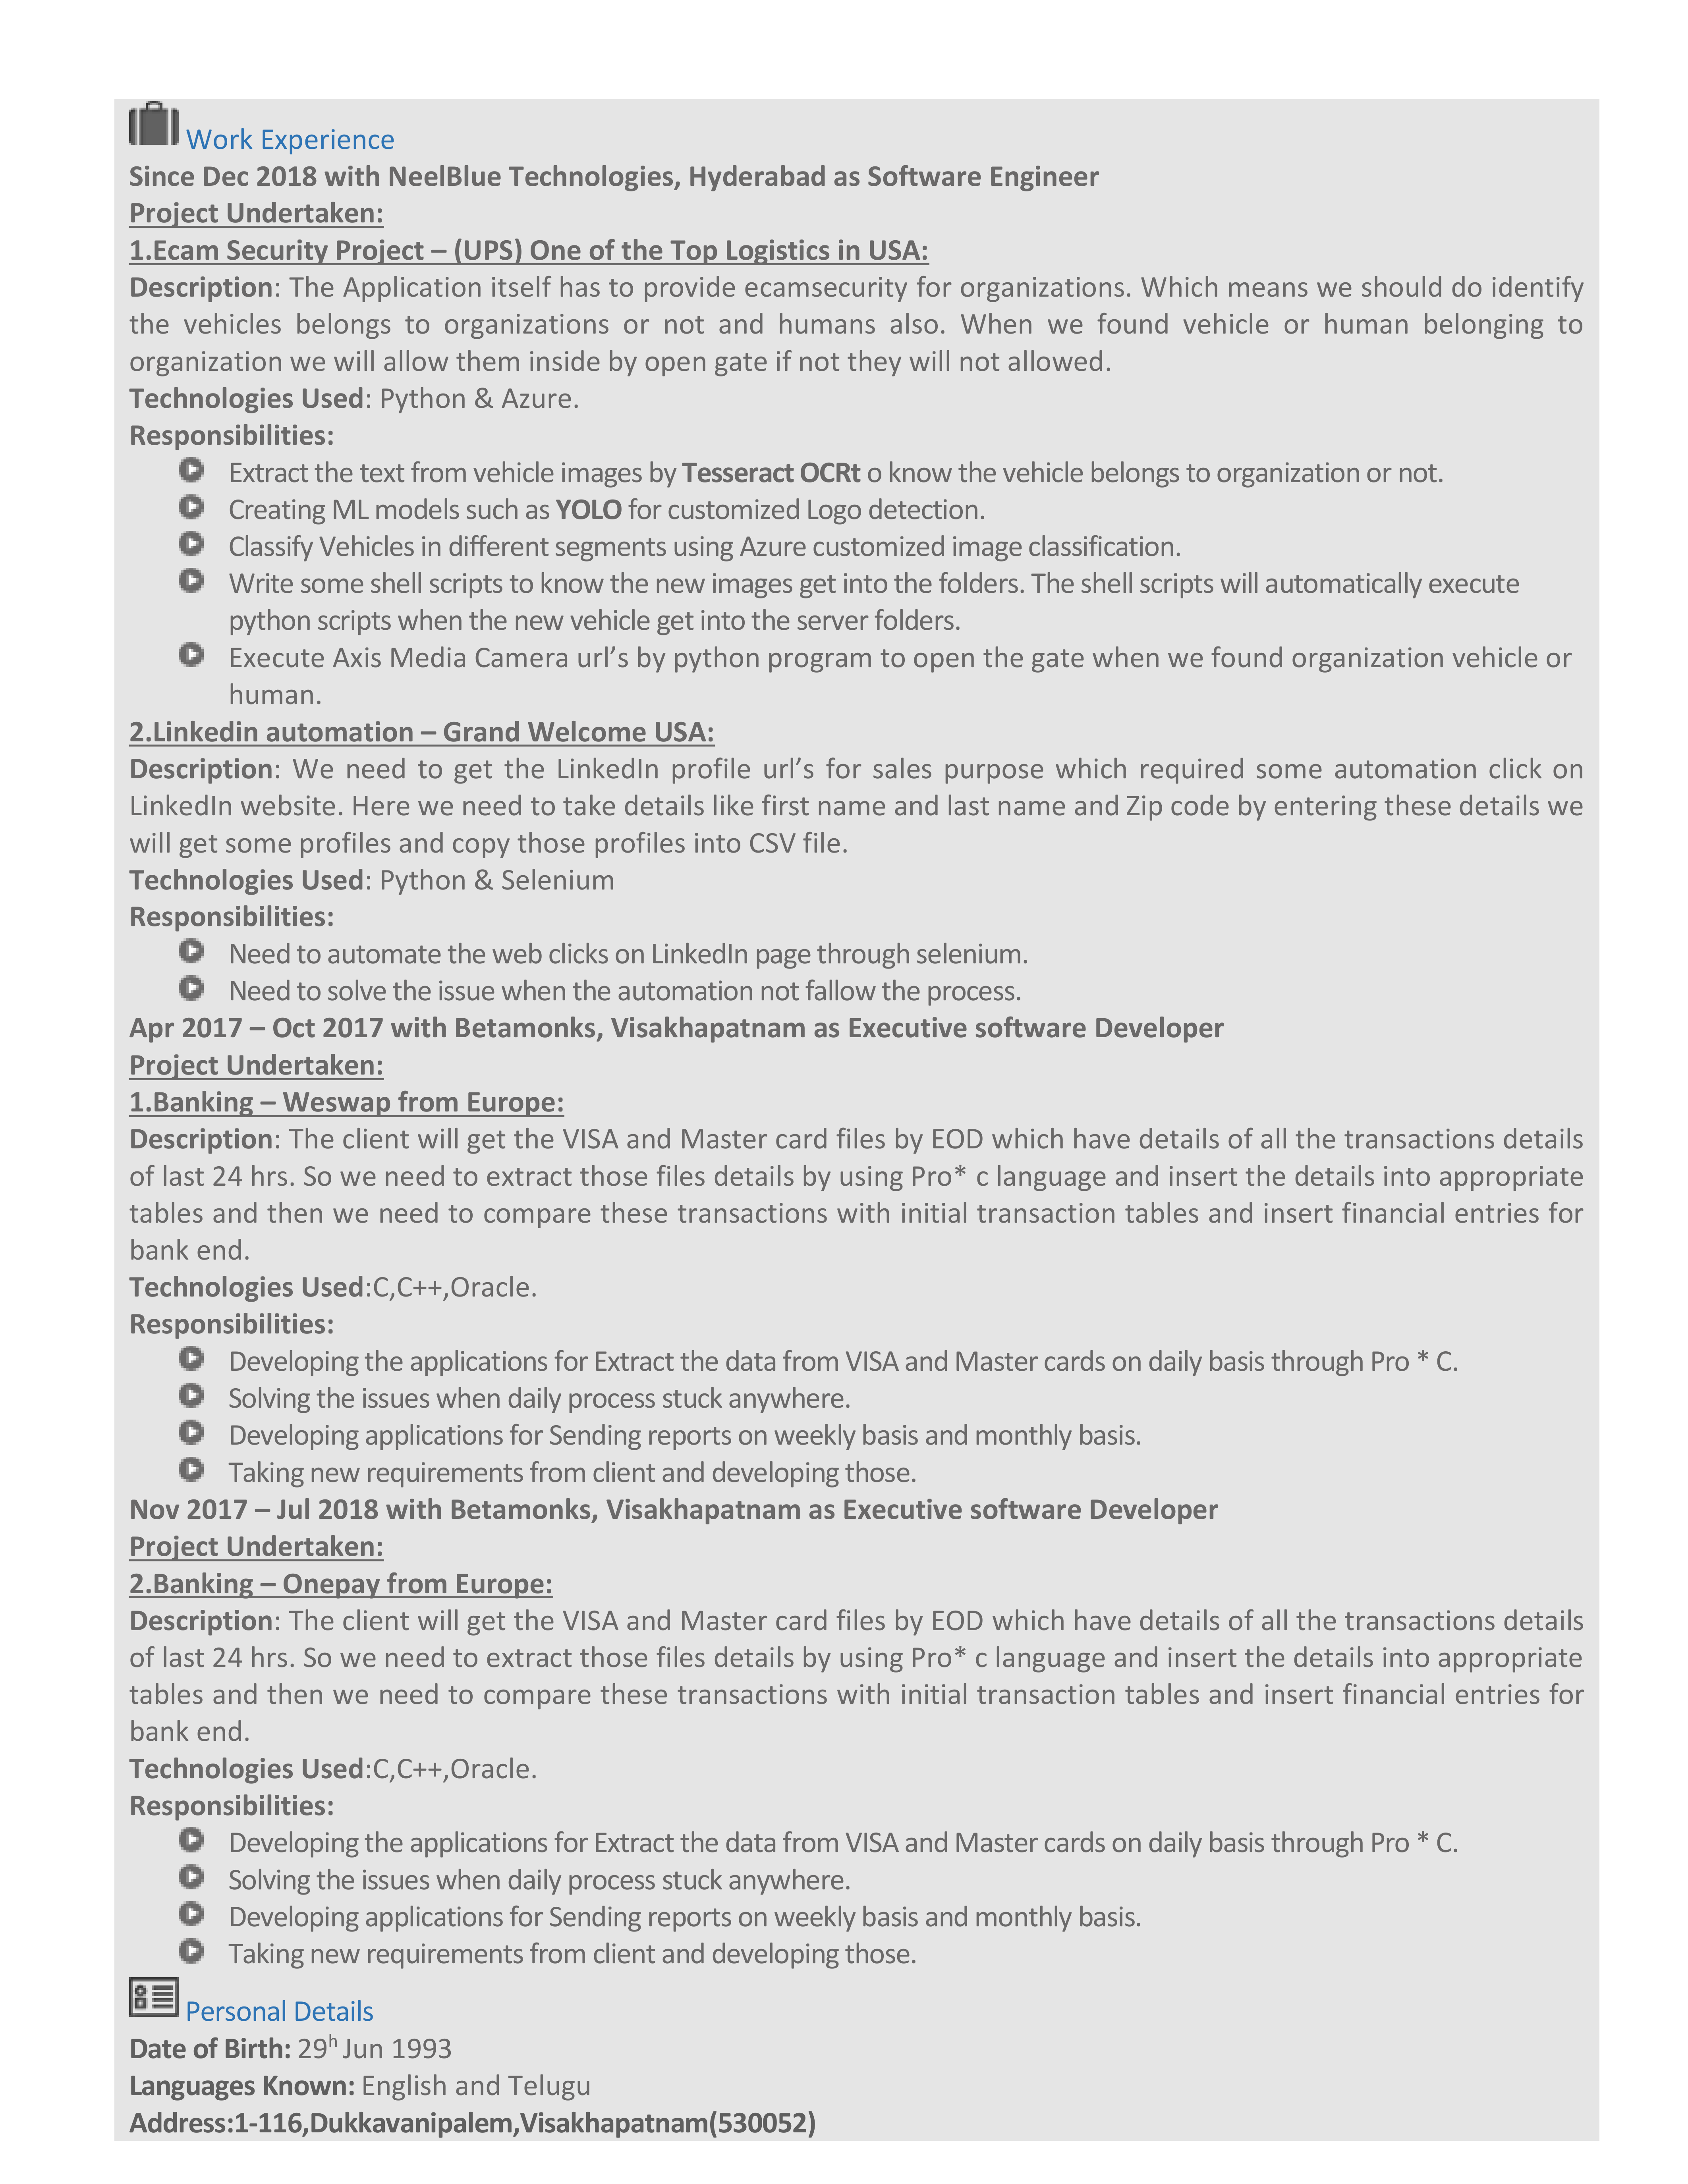 Work Experience
Since Dec 2018 with NeelBlue Technologies, Hyderabad as Software Engineer
Project Undertaken:
1.Ecam Security Project – (UPS) One of the Top Logistics in USA:
Description: The Application itself has to provide ecamsecurity for organizations. Which means we should do identify
the vehicles belongs to organizations or not and humans also. When we found vehicle or human belonging to
organization we will allow them inside by open gate if not they will not allowed.
Technologies Used: Python & Azure.
Responsibilities:
Extract the text from vehicle images by Tesseract OCRt o know the vehicle belongs to organization or not.
Creating ML models such as YOLO for customized Logo detection.
Classify Vehicles in different segments using Azure customized image classification.
Write some shell scripts to know the new images get into the folders. The shell scripts will automatically execute
python scripts when the new vehicle get into the server folders.
Execute Axis Media Camera url’s by python program to open the gate when we found organization vehicle or
human.
2.Linkedin automation – Grand Welcome USA:
Description: We need to get the LinkedIn profile url’s for sales purpose which required some automation click on
LinkedIn website. Here we need to take details like first name and last name and Zip code by entering these details we
will get some profiles and copy those profiles into CSV file.
Technologies Used: Python & Selenium
Responsibilities:
Need to automate the web clicks on LinkedIn page through selenium.
Need to solve the issue when the automation not fallow the process.
Apr 2017 – Oct 2017 with Betamonks, Visakhapatnam as Executive software Developer
Project Undertaken:
1.Banking – Weswap from Europe:
Description: The client will get the VISA and Master card files by EOD which have details of all the transactions details
of last 24 hrs. So we need to extract those files details by using Pro* c language and insert the details into appropriate
tables and then we need to compare these transactions with initial transaction tables and insert financial entries for
bank end.
Technologies Used:C,C++,Oracle.
Responsibilities:
Developing the applications for Extract the data from VISA and Master cards on daily basis through Pro * C.
Solving the issues when daily process stuck anywhere.
Developing applications for Sending reports on weekly basis and monthly basis.
Taking new requirements from client and developing those.
Nov 2017 – Jul 2018 with Betamonks, Visakhapatnam as Executive software Developer
Project Undertaken:
2.Banking – Onepay from Europe:
Description: The client will get the VISA and Master card files by EOD which have details of all the transactions details
of last 24 hrs. So we need to extract those files details by using Pro* c language and insert the details into appropriate
tables and then we need to compare these transactions with initial transaction tables and insert financial entries for
bank end.
Technologies Used:C,C++,Oracle.
Responsibilities:
Developing the applications for Extract the data from VISA and Master cards on daily basis through Pro * C.
Solving the issues when daily process stuck anywhere.
Developing applications for Sending reports on weekly basis and monthly basis.
Taking new requirements from client and developing those.
Personal Details
Date of Birth: 29h Jun 1993
Languages Known: English and Telugu
Address:1-116,Dukkavanipalem,Visakhapatnam(530052)